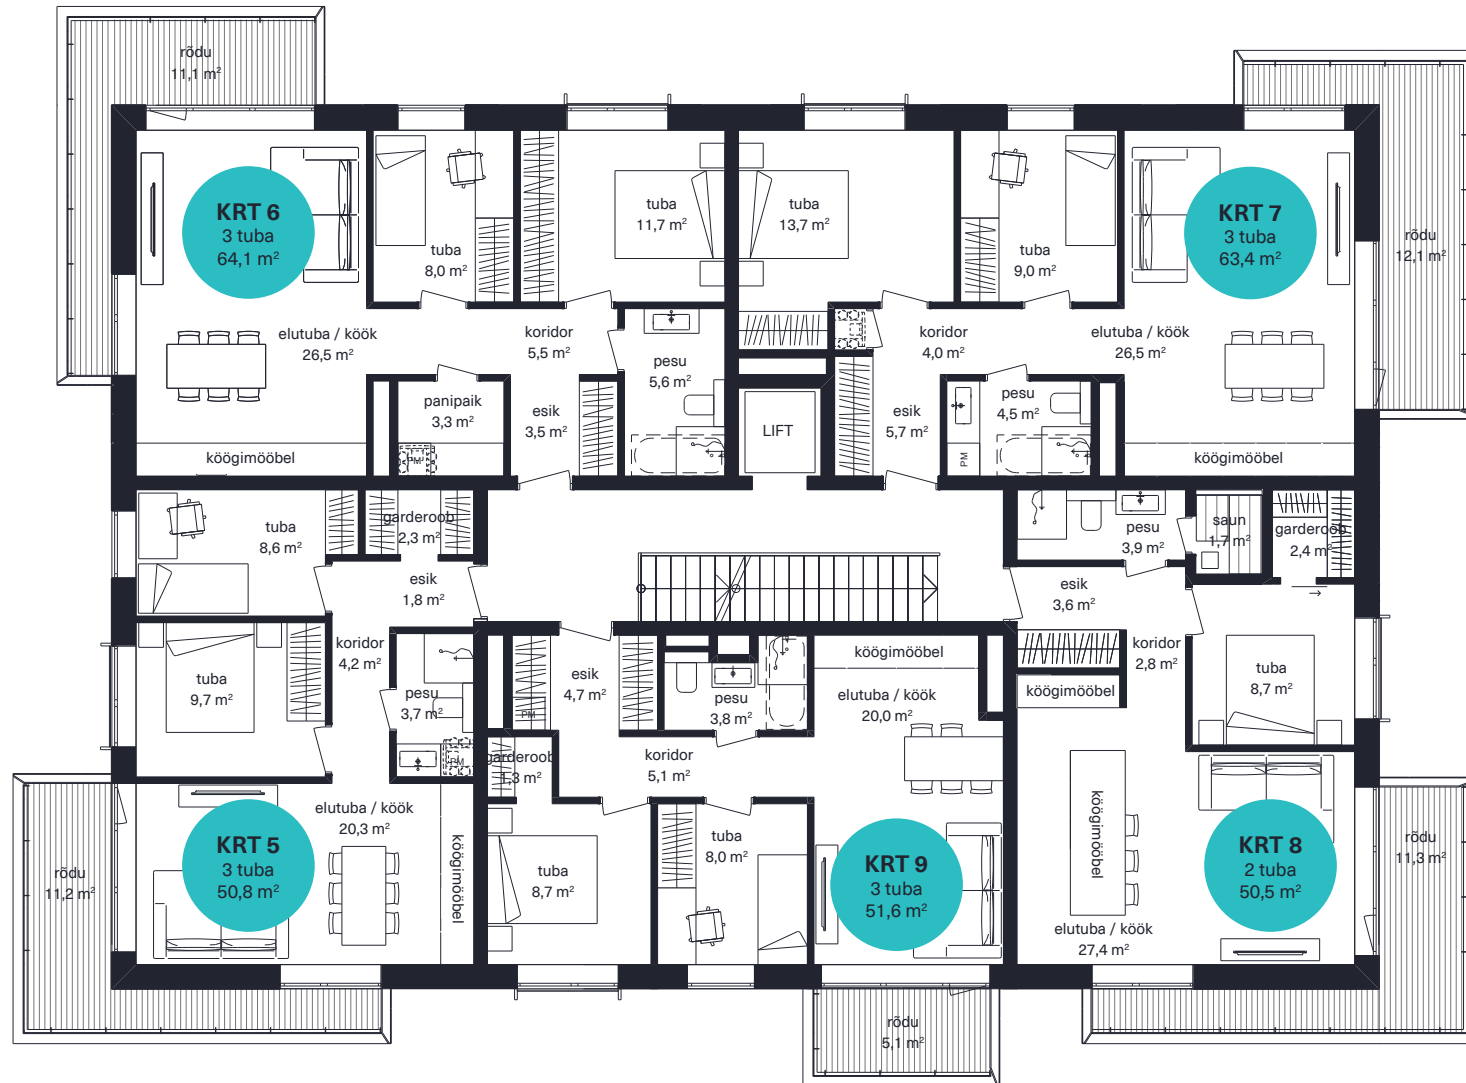 rõdu
11,1 m²
KRT 6
3 tuba
64,1 m²
tuba
8,0 m²
tuba
11,7 m²
tuba
13,7 m²
tuba
9,0 m²
KRT 7
3 tuba
63,4 m²
rõdu
12,1 m²
elutuba / köök
26,5 m²
koridor
5,5 m²
pesu
5,6 m²
koridor
4,0 m²
elutuba / köök
26,5 m²
panipaik
3,3 m²
esik
3,5 m²
LIFT
esik
5,7 m²
pesu
4,5 m²
köögimööbel
PM
PM
köögimööbel
tuba
8,6 m²
garderoob
2,3 m²
esik
1,8 m²
pesu
3,9 m²
saun
1,7 m²
garderoob
2,4 m²
esik
3,6 m²
koridor
4,2 m²
tuba
9,7 m²
pesu
3,7 m²
PM
esik
4,7 m²
PM
pesu
3,8 m²
köögimööbel
elutuba / köök
20,0 m²
koridor
2,8 m²
köögimööbel
tuba
8,7 m²
garderoob
1,3 m²
koridor
5,1 m²
elutuba / köök
20,3 m²
KRT 5
3 tuba
50,8 m²
köögimööbel
rõdu
11,2 m²
tuba
8,7 m²
tuba
8,0 m²
KRT 9
3 tuba
51,6 m²
köögimööbel
KRT 8
2 tuba
50,5 m²
rõdu
11,3 m²
elutuba / köök
27,4 m²
rõdu
5,1 m²